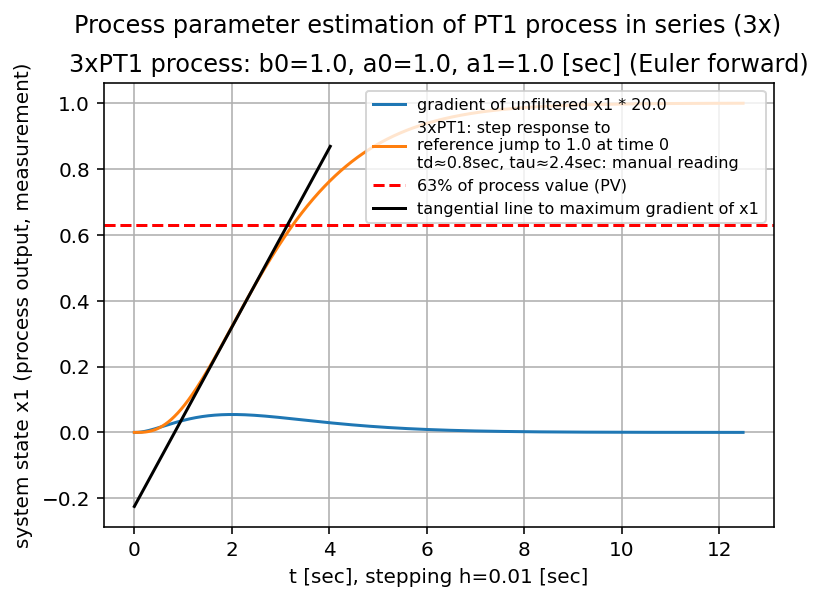 Process parameter estimation of PT1 process in series (3x)
3xPT1 process: b0=1.0, a0=1.0, a1=1.0 [sec] (Euler forward)
gradient of unfiltered x1 * 20.0
3xPT1: step response to
reference jump to 1.0 at time 0
td≈0.8sec, tau≈2.4sec: manual reading
63% of process value (PV)
tangential line to maximum gradient of x1
system state x1 (process output, measurement)
1.0
0.8
0.6
0.4
0.2
0.0
−0.2
0
2
4
6
8
10
12
t [sec], stepping h=0.01 [sec]